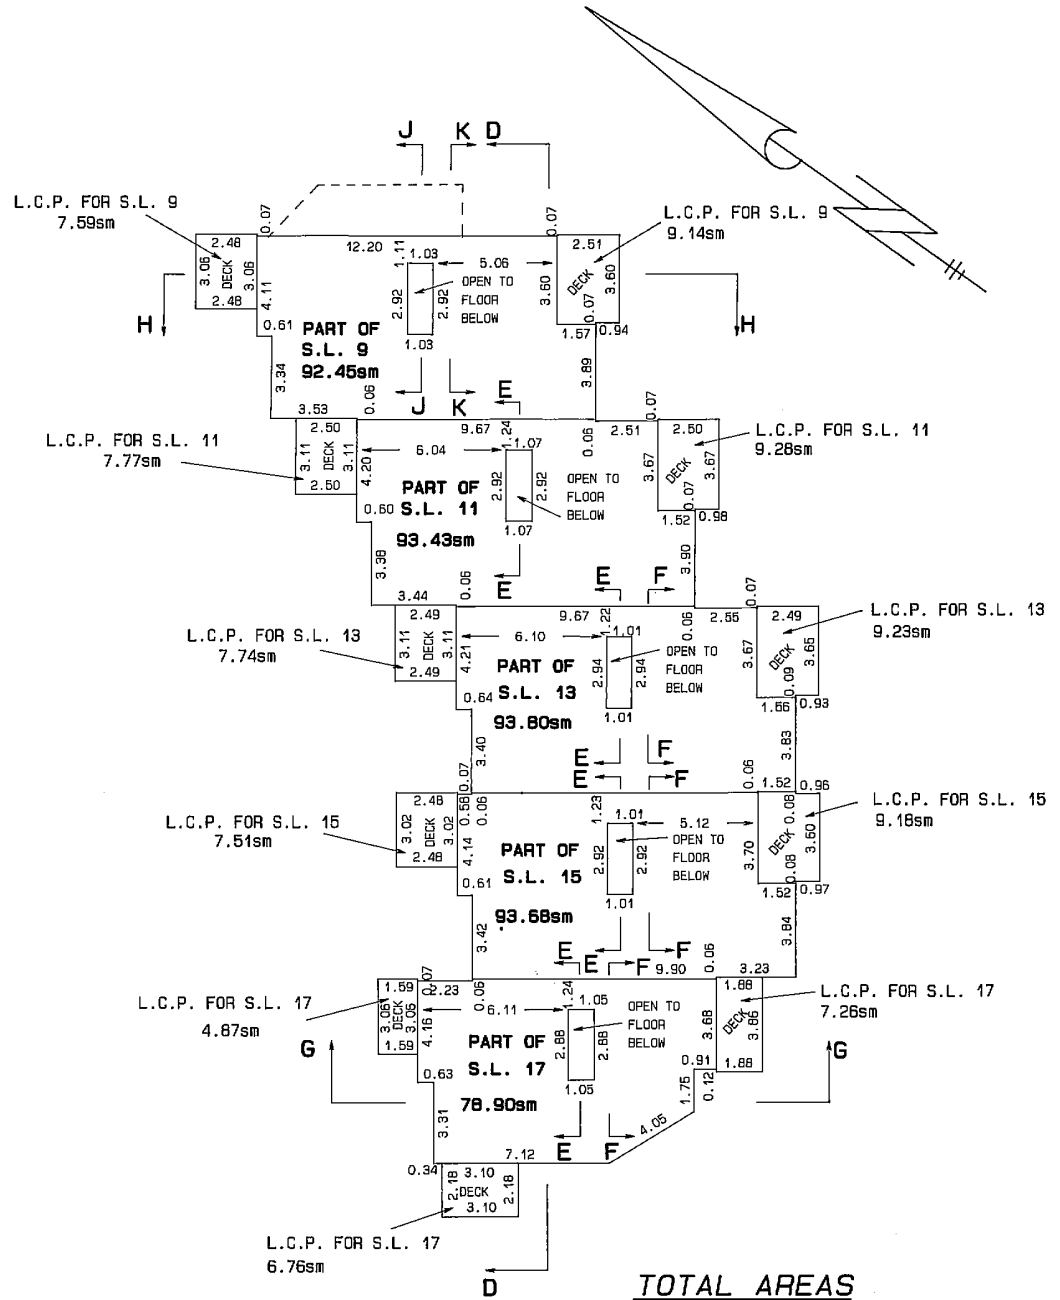 J K D
L.C.P. FOR S.L. 9
7.59sm
L.C.P. FOR S.L. 9
9.14sm
0.07
0.07
2.48
12.20
1.11
1.03
5.06
2.51
3.06
DECK
3.06
2.48
4.11
2.92
2.92
OPEN TO
FLOOR
BELOW
3.60
DECK
3.60
0.07
H
0.61
PART OF
S.L. 9
92.45sm
1.03
1.57
0.94
H
3.34
3.89
3.53
0.06
J K
E
L.C.P. FOR S.L. 11
7.77sm
2.50
9.67
1.24
1.07
0.06
2.51
0.07
2.50
L.C.P. FOR S.L. 11
9.28sm
3.11
DECK
3.11
2.50
4.20
6.04
PART OF
S.L. 11
93.43sm
2.92
2.92
OPEN TO
FLOOR
BELOW
3.67
DECK
3.67
0.07
0.60
1.07
1.52
0.98
3.38
3.90
3.44
0.06
E
E F
L.C.P. FOR S.L. 13
7.74sm
2.49
9.67
1.22
1.01
0.06
2.55
0.07
2.49
L.C.P. FOR S.L. 13
9.23sm
3.11
DECK
3.11
2.49
4.21
6.10
PART OF
S.L. 13
93.80sm
2.94
2.94
OPEN TO
FLOOR
BELOW
3.67
DECK
3.65
0.09
0.64
1.01
1.66
0.93
3.40
3.83
0.07
E F
E F
0.06
L.C.P. FOR S.L. 15
7.51sm
2.48
0.58
0.06
1.23
1.01
5.12
1.52
0.96
L.C.P. FOR S.L. 15
9.18sm
3.02
DECK
3.02
2.48
4.14
PART OF
S.L. 15
93.68sm
2.92
2.92
OPEN TO
FLOOR
BELOW
3.70
DECK
0.08
3.60
0.08
0.61
1.01
1.52
0.97
3.42
3.84
E
E F
9.90
0.06
3.23
L.C.P. FOR S.L. 17
4.87sm
1.59
0.07
2.23
0.06
1.24
1.05
1.88
L.C.P. FOR S.L. 17
7.26sm
3.06
DECK
3.06
1.59
4.16
6.11
PART OF
S.L. 17
78.90sm
2.88
2.88
OPEN TO
FLOOR
BELOW
3.68
DECK
3.86
1.88
G
0.63
1.05
0.91
1.75
0.12
G
3.31
4.05
7.12
E F
0.34
3.10
2.18
DECK
2.18
3.10
L.C.P. FOR S.L. 17
6.76sm
D
TOTAL AREAS